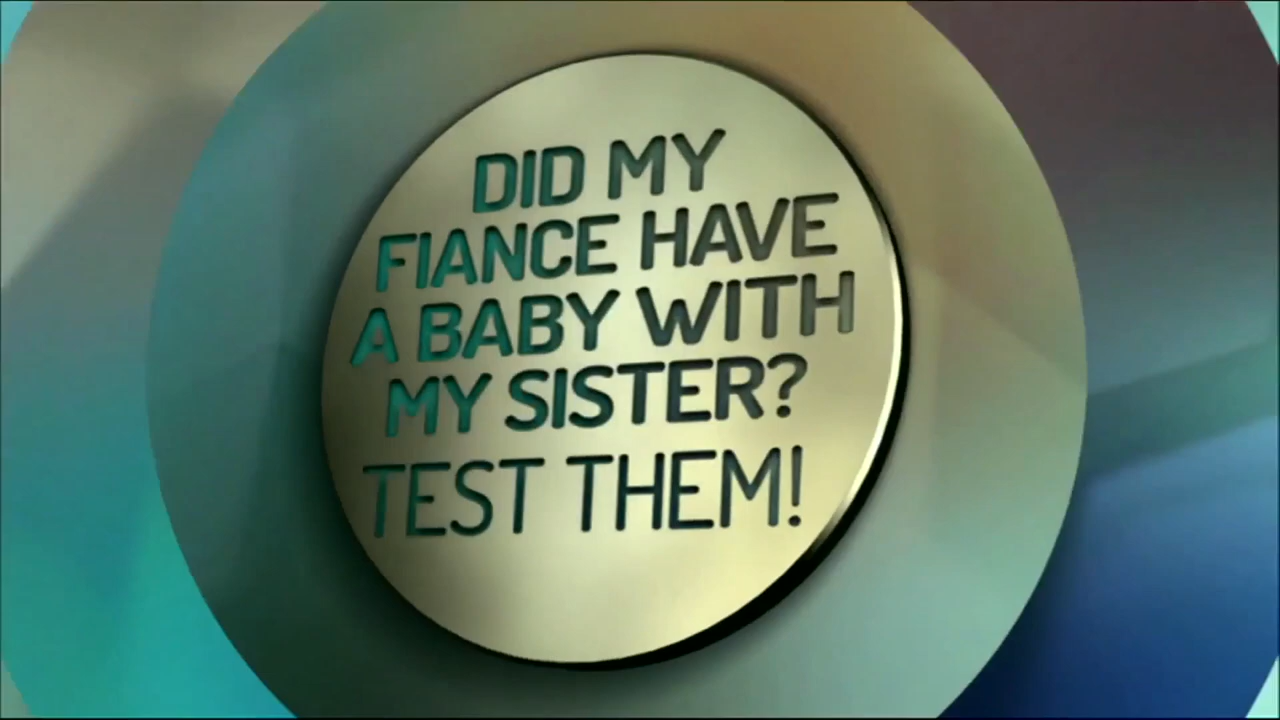 DID MY
FIANCE HAVE
A BABY WITH
MY SISTER?
TEST THEM!